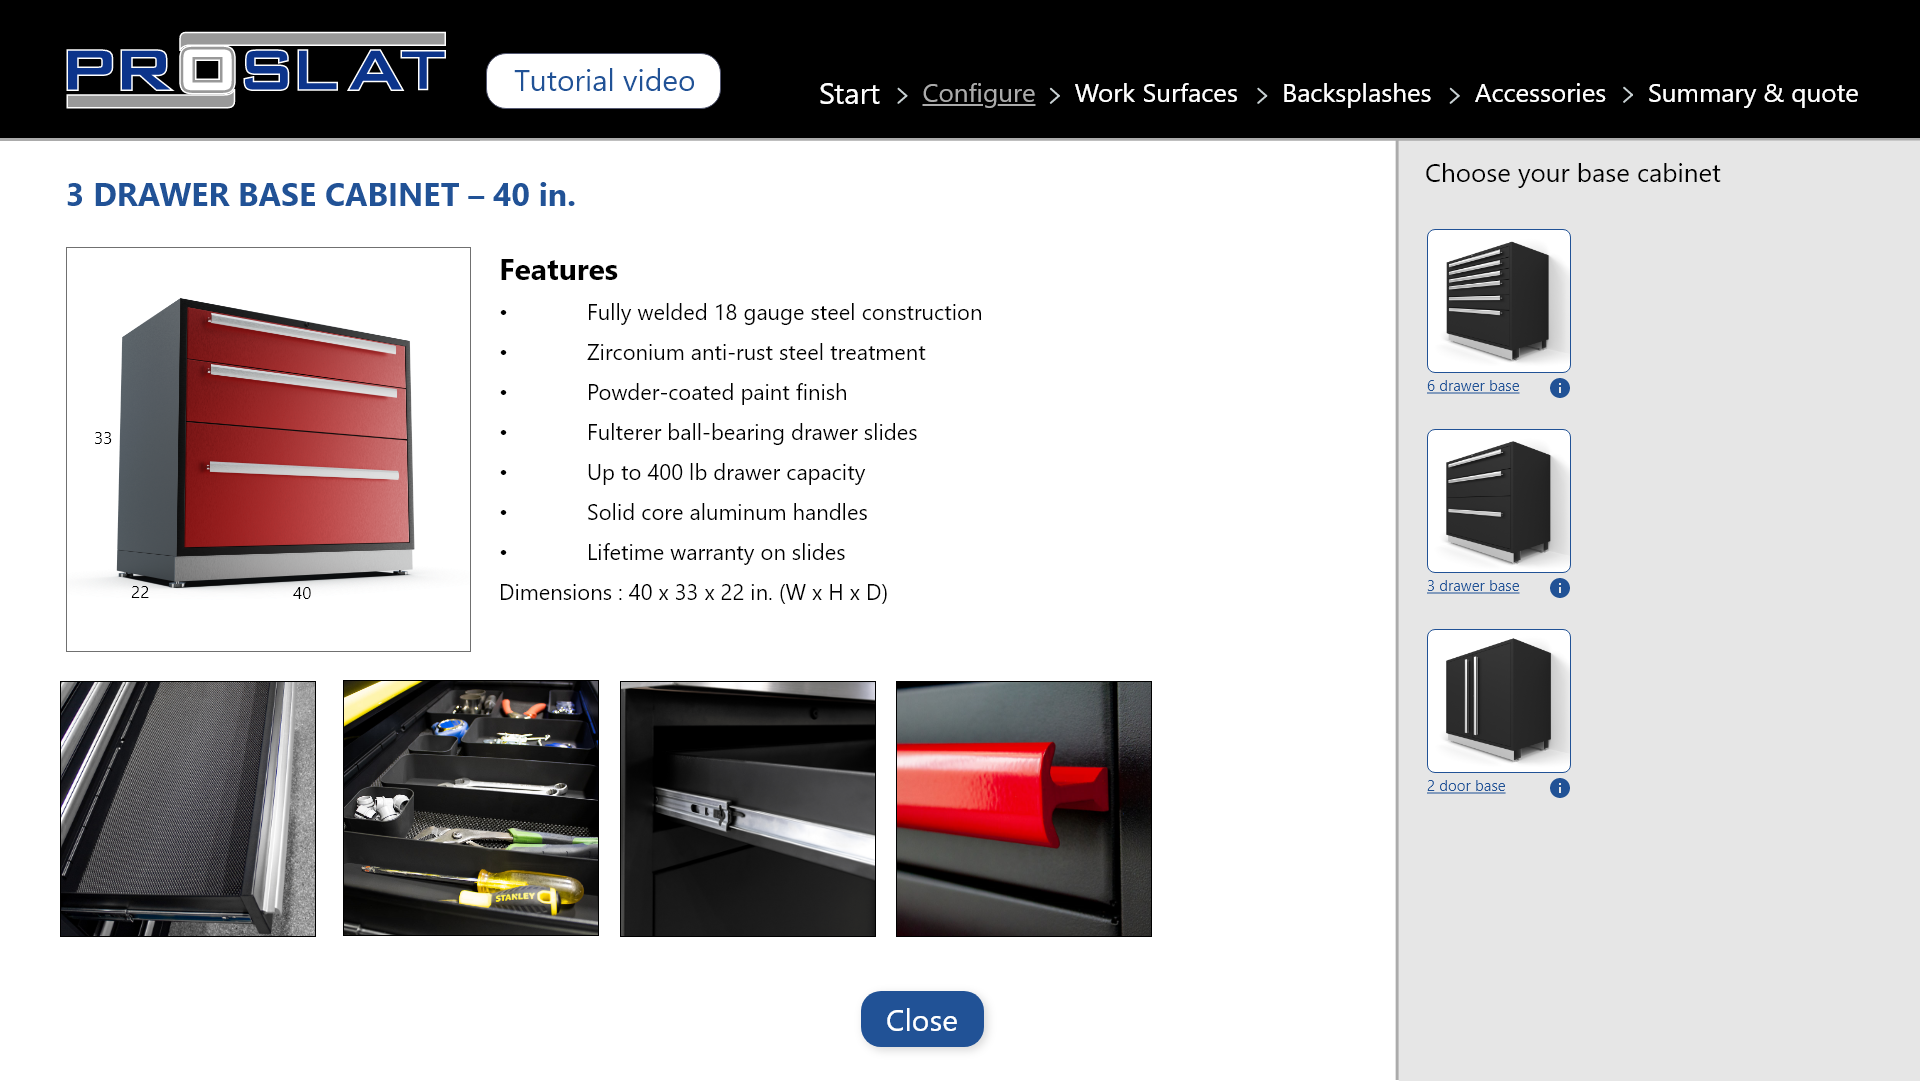 PROSLAT
Tutorial video
Start > Configure > Work Surfaces > Backsplashes > Accessories > Summary & quote
3 DRAWER BASE CABINET – 40 in.
33
22
40
Features
• Fully welded 18 gauge steel construction
• Zirconium anti-rust steel treatment
• Powder-coated paint finish
• Fulterer ball-bearing drawer slides
• Up to 400 lb drawer capacity
• Solid core aluminum handles
• Lifetime warranty on slides
Dimensions : 40 x 33 x 22 in. (W x H x D)
STANLEY
Close
Choose your base cabinet
6 drawer base i
3 drawer base i
2 door base i